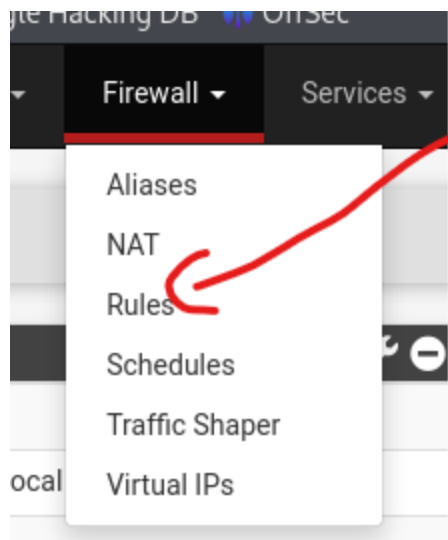 Hacking DB OffSec
Firewall Services
Aliases
NAT
Rules
Schedules
Traffic Shaper
ocal Virtual IPs